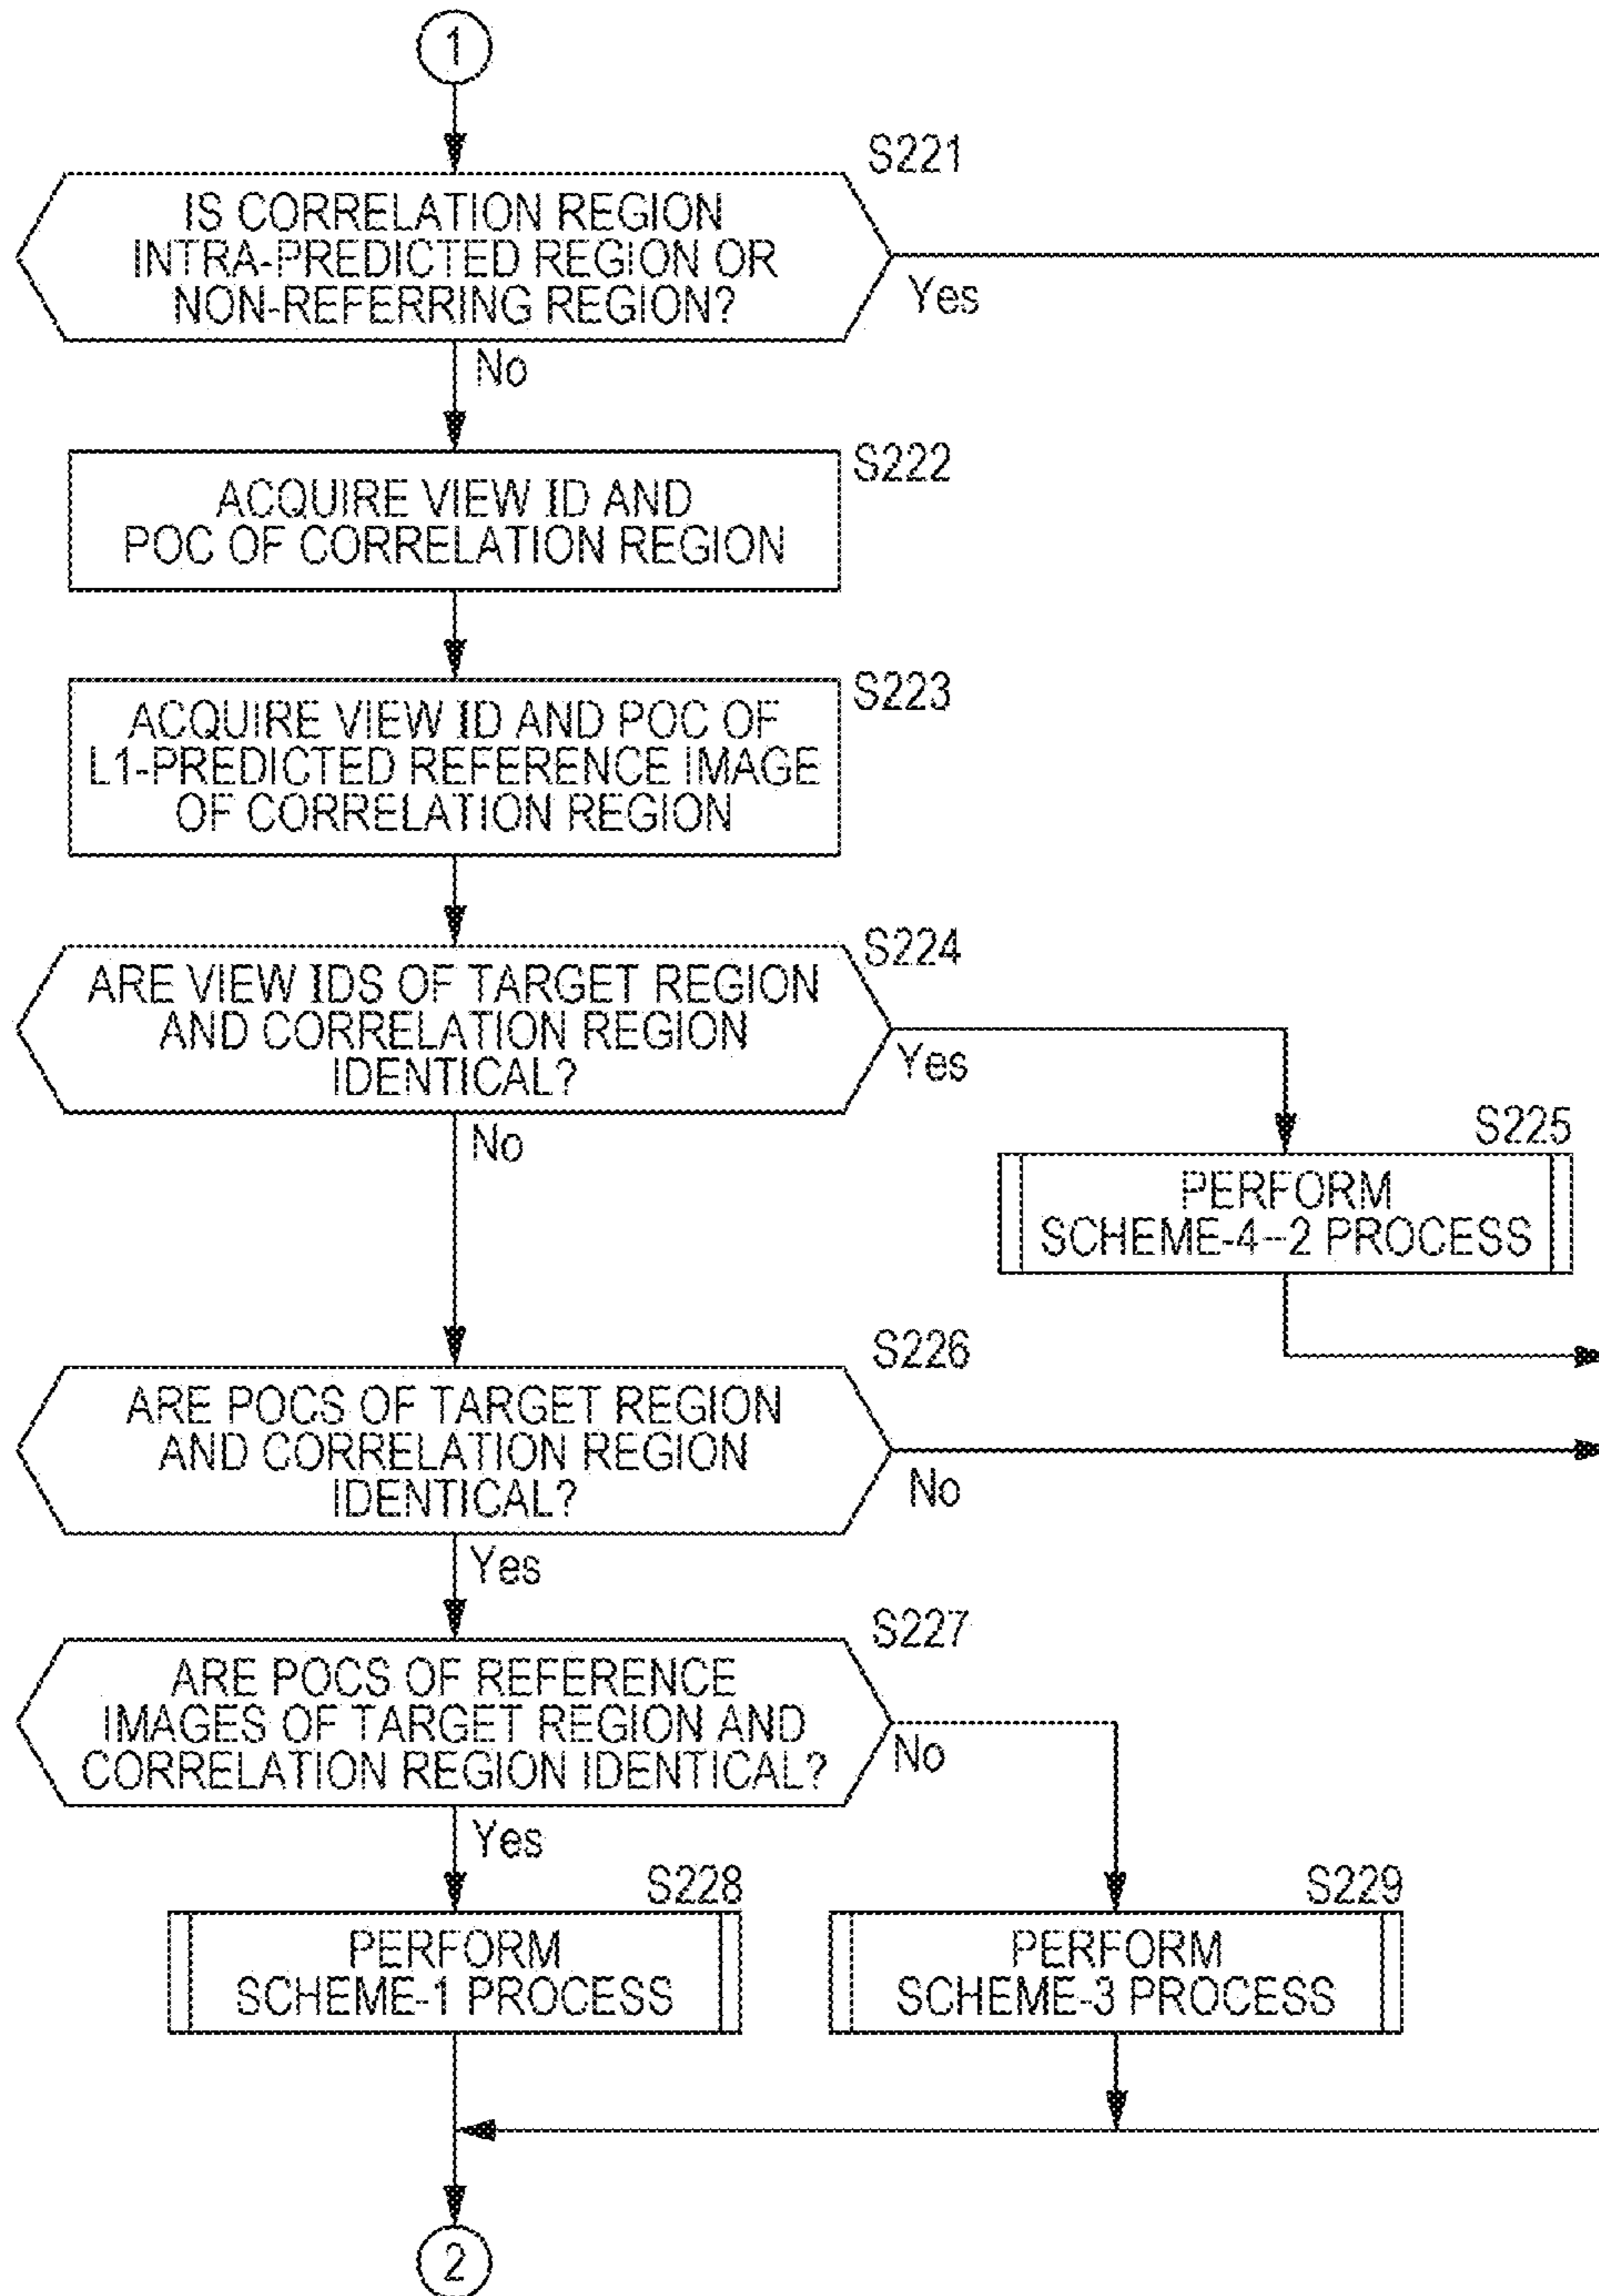 1
S221
IS CORRELATION REGION
INTRA-PREDICTED REGION OR
NON-REFERRING REGION?
Yes
No
S222
ACQUIRE VIEW ID AND
POC OF CORRELATION REGION
S223
ACQUIRE VIEW ID AND POC OF
L1-PREDICTED REFERENCE IMAGE
OF CORRELATION REGION
S224
ARE VIEW IDS OF TARGET REGION
AND CORRELATION REGION
IDENTICAL?
Yes
No
S225
PERFORM
SCHEME-4--2 PROCESS
S226
ARE POCS OF TARGET REGION
AND CORRELATION REGION
IDENTICAL?
No
Yes
S227
ARE POCS OF REFERENCE
IMAGES OF TARGET REGION AND
CORRELATION REGION IDENTICAL?
No
Yes
S228
PERFORM
SCHEME-1 PROCESS
S229
PERFORM
SCHEME-3 PROCESS
2